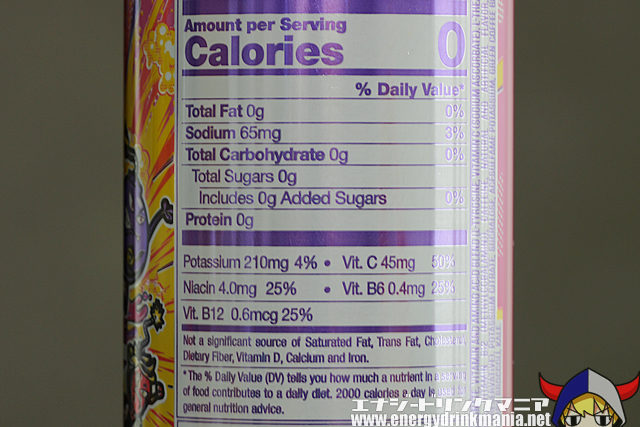 Amount per Serving
Calories 0
% Daily Value*
Total Fat 0g 0%
Sodium 65mg 3%
Total Carbohydrate 0g 0%
Total Sugars 0g
Includes 0g Added Sugars 0%
Protein 0g
Potassium 210mg 4% • Vit. C 45mg 50%
Niacin 4.0mg 25% • Vit. B6 0.4mg 25%
Vit. B12 0.6mcg 25%
Not a significant source of Saturated Fat, Trans Fat,
Dietary Fiber, Vitamin D, Calcium and Iron.
*The % Daily Value (DV) tells you how much a nutrient in
of food contributes to a daily diet. 2000 calories a day is
general nutrition advice.
エナジードリンクマニア
www.energydrinkmania.net